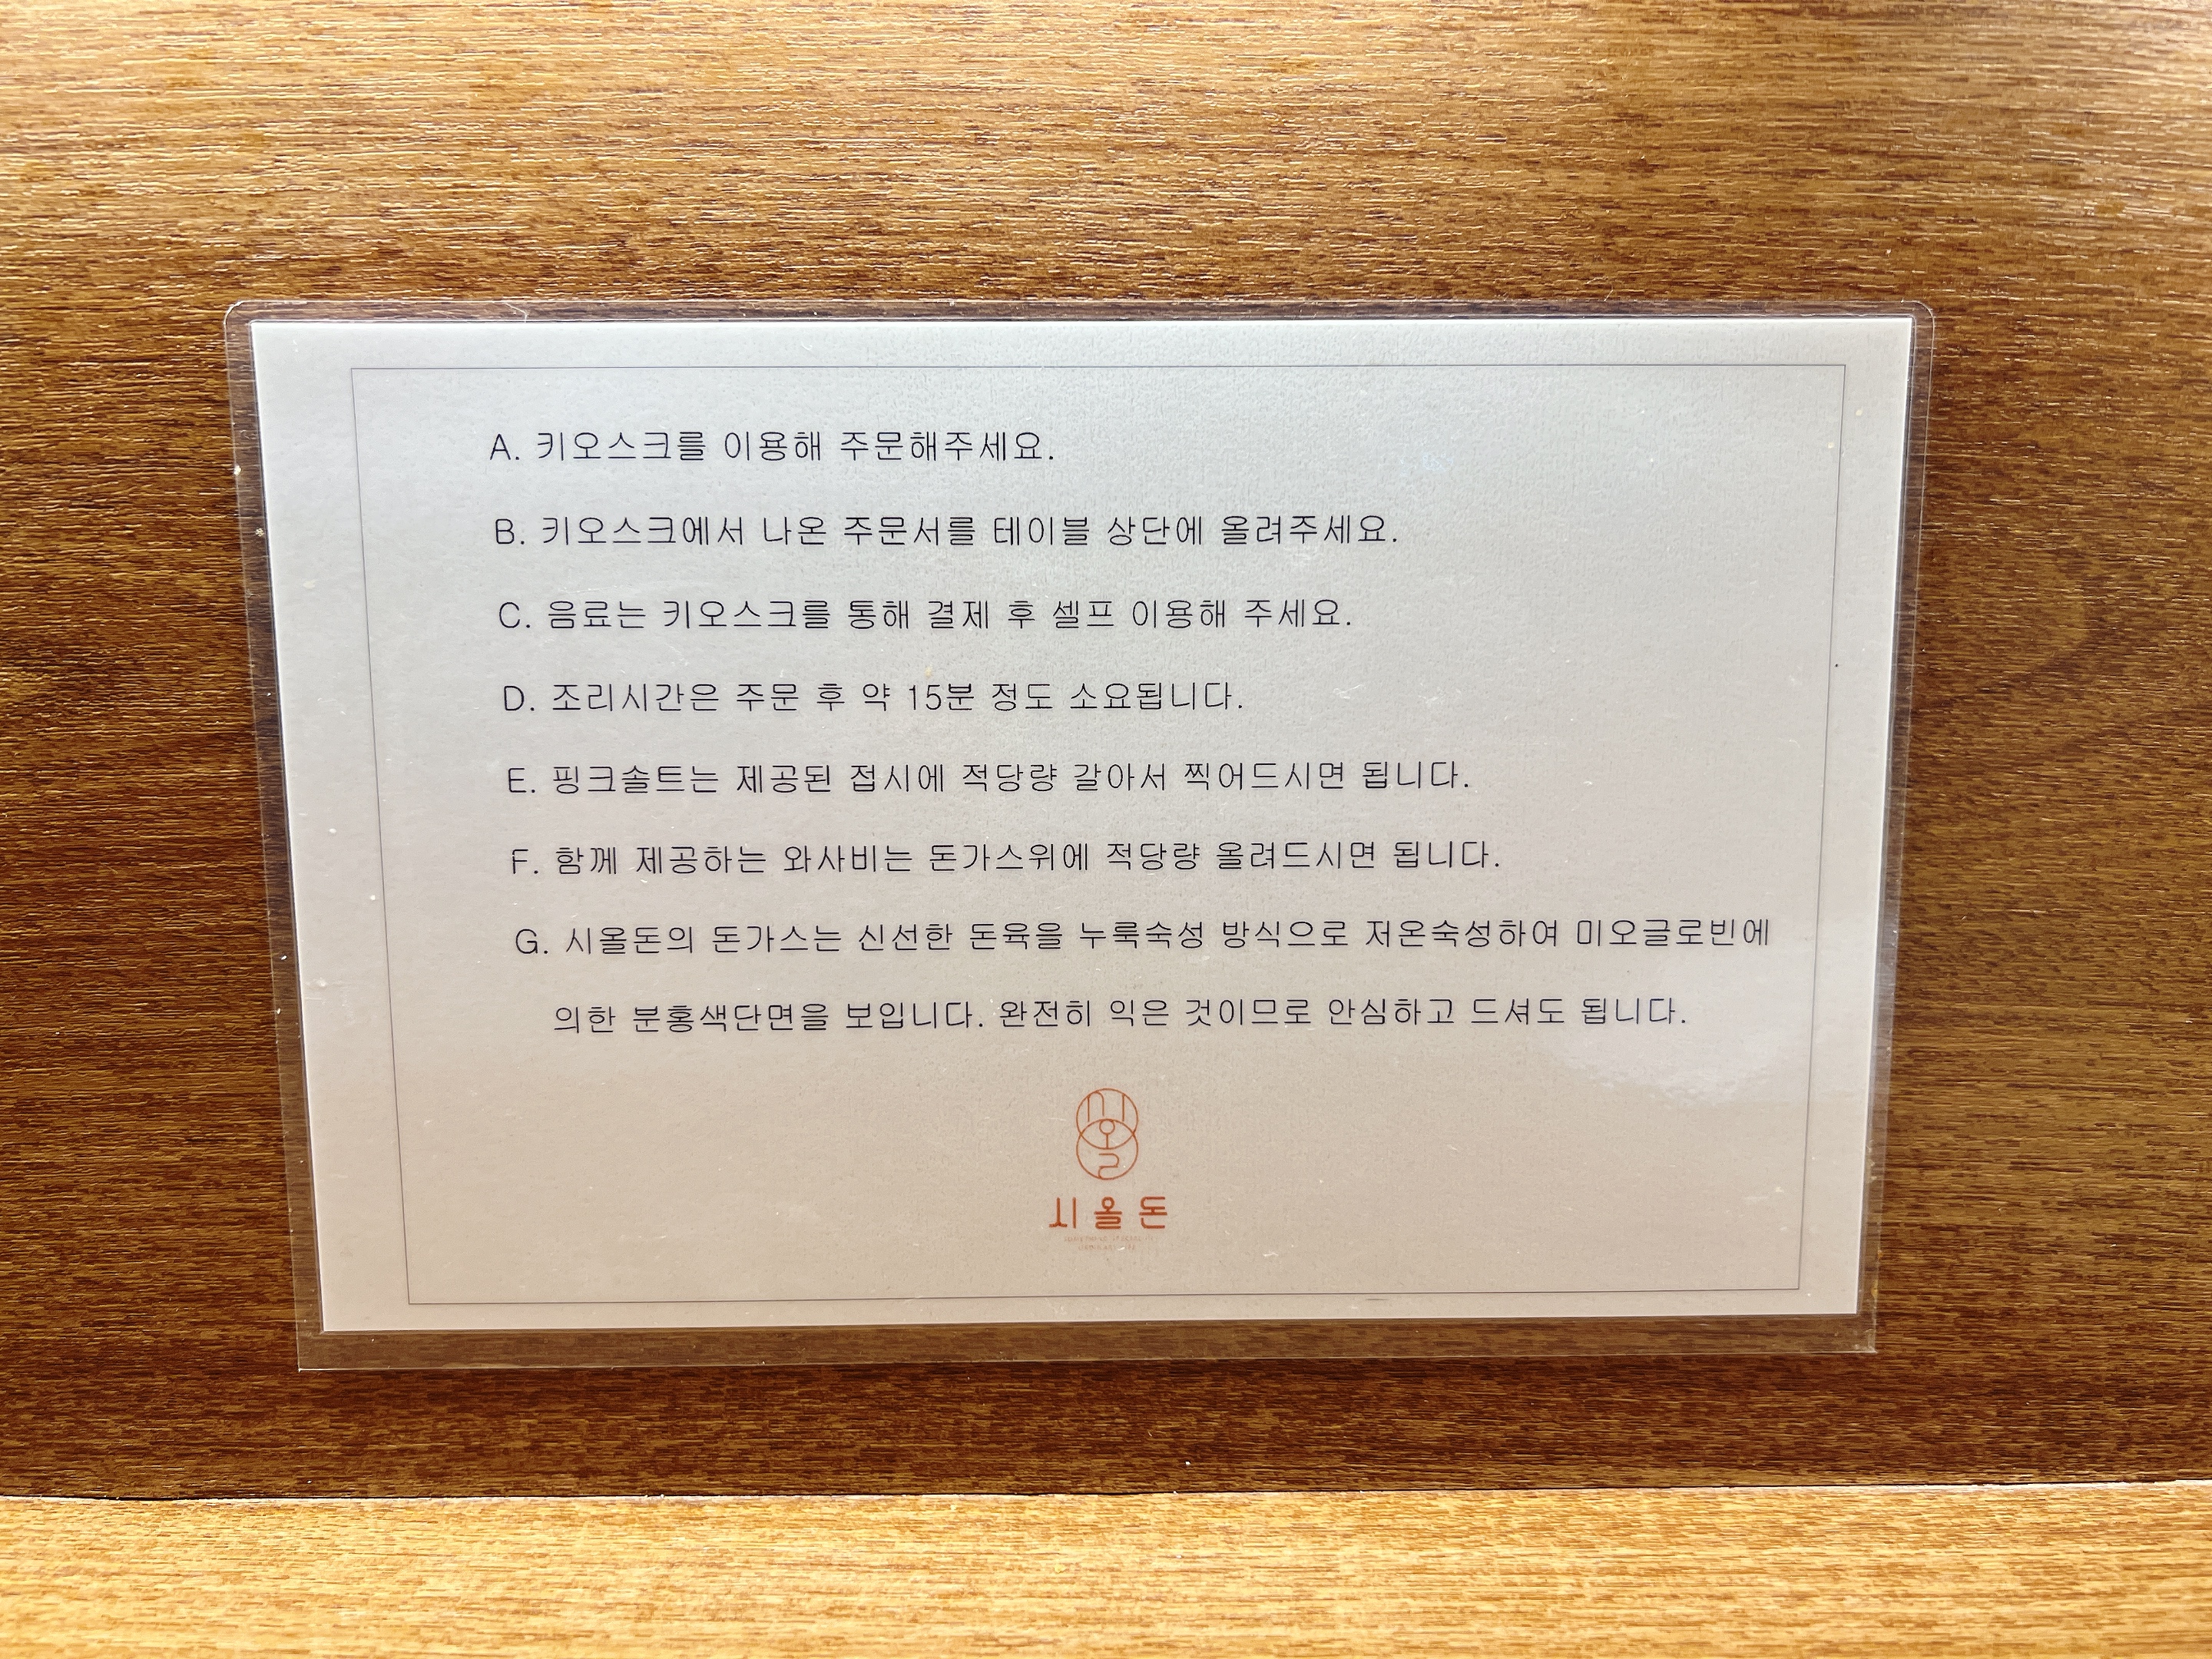 A. 키오스크를 이용해 주문해주세요.
B. 키오스크에서 나온 주문서를 테이블 상단에 올려주세요.
C. 음료는 키오스크를 통해 결제 후 셀프 이용해 주세요.
D. 조리시간은 주문 후 약 15분 정도 소요됩니다.
E. 핑크솔트는 제공된 접시에 적당량 갈아서 찍어드시면 됩니다.
F. 함께 제공하는 와사비는 돈가스위에 적당량 올려드시면 됩니다.
G. 시올돈의 돈가스는 신선한 돈육을 누룩숙성 방식으로 저온숙성하여 미오글로빈에
의한 분홍색단면을 보입니다. 완전히 익은 것이므로 안심하고 드셔도 됩니다.
시올
시올돈